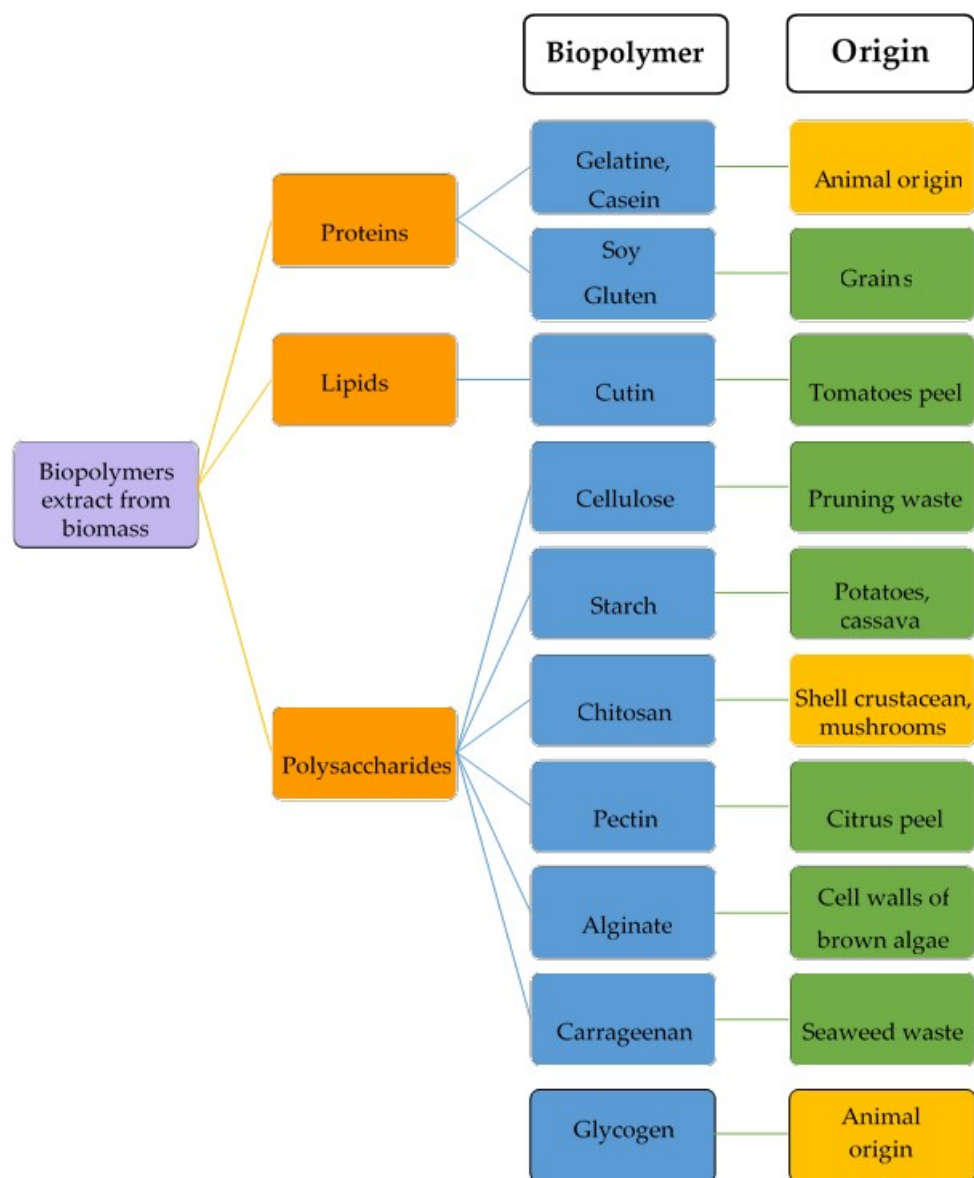 Biopolymer
Origin
Gelatine,
Casein
Animal origin
Proteins
Soy
Gluten
Grains
Lipids
Cutin
Tomatoes peel
Biopolymers
extract from
biomass
Cellulose
Pruning waste
Starch
Potatoes,
cassava
Chitosan
Shell crustacean,
mushrooms
Polysaccharides
Pectin
Citrus peel
Alginate
Cell walls of
brown algae
Carrageenan
Seaweed waste
Glycogen
Animal
origin